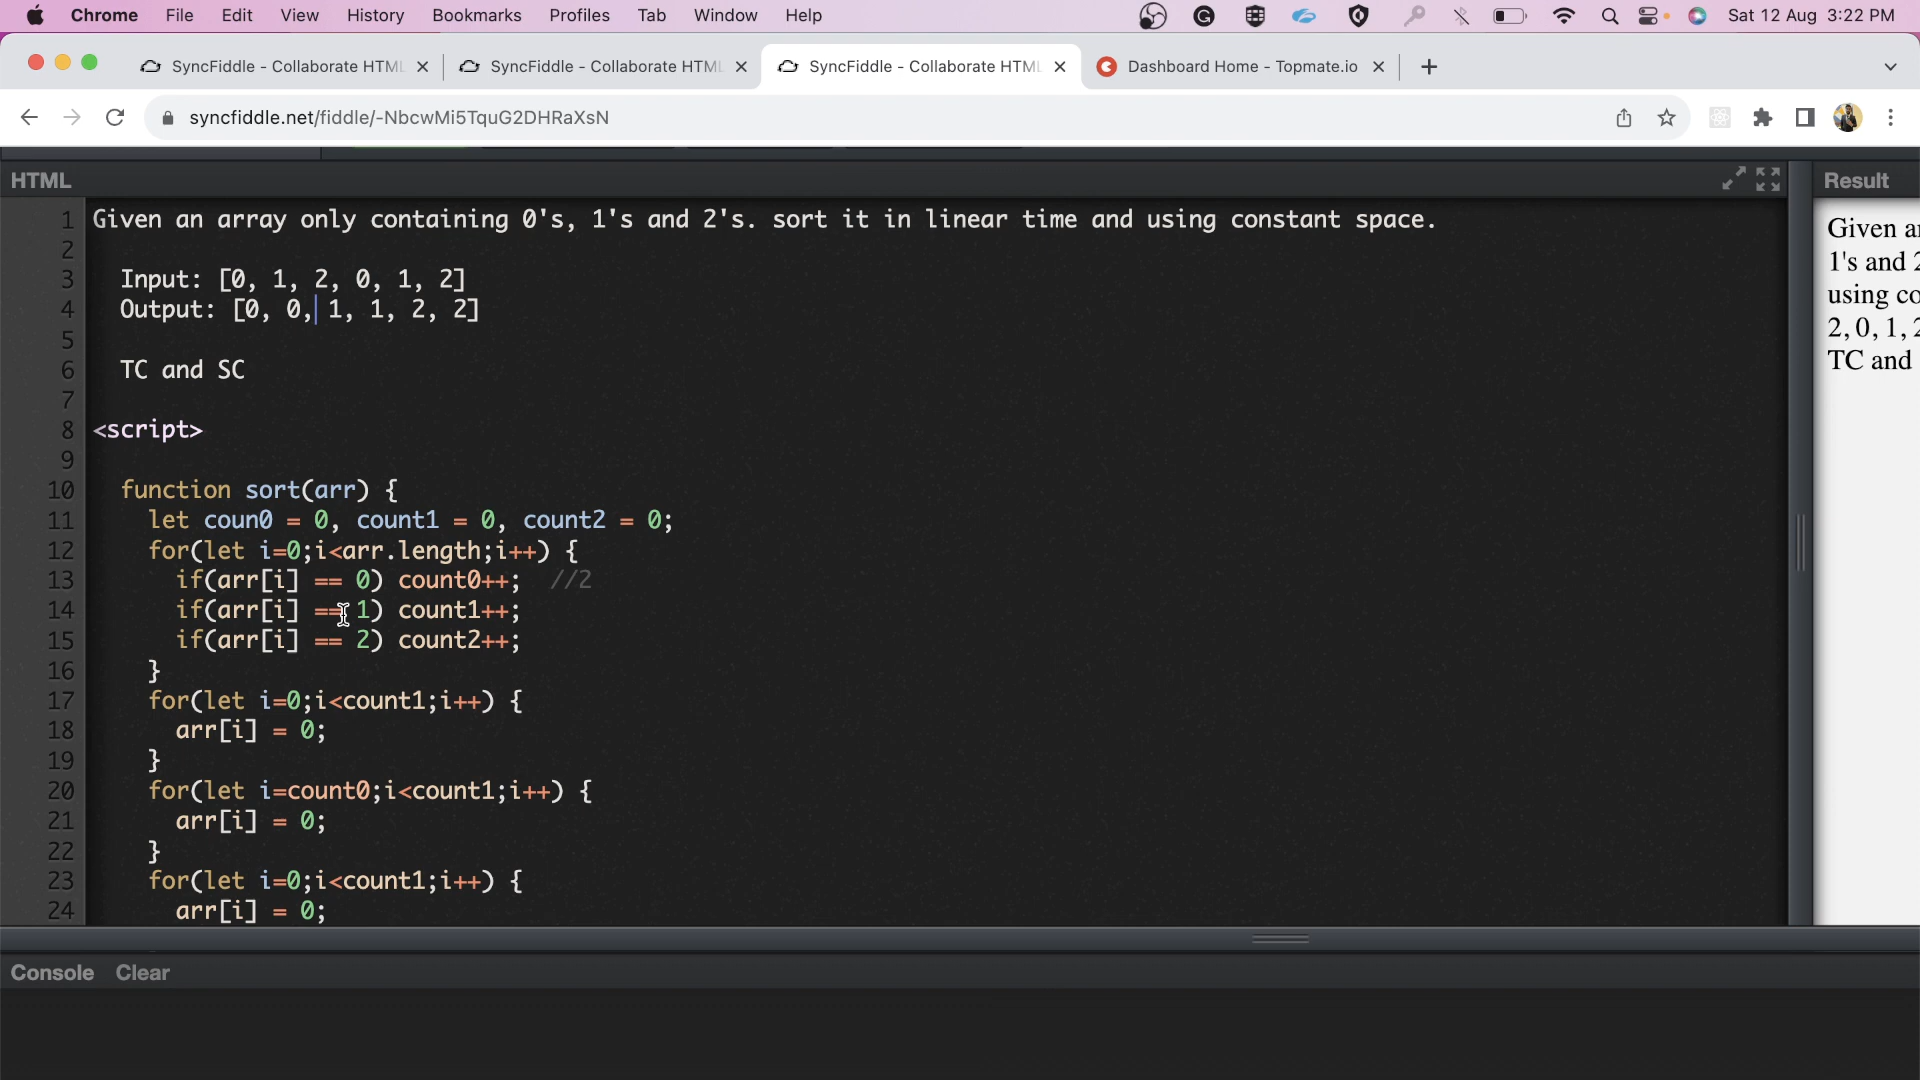 Chrome File Edit View History Bookmarks Profiles Tab Window Help Sat 12 Aug 3:22 PM
SyncFiddle - Collaborate HTML SyncFiddle - Collaborate HTML SyncFiddle - Collaborate HTML Dashboard Home - Topmate.io
syncfiddle.net/fiddle/-NbcwMi5TquG2DHRaXsN
HTML
1 Given an array only containing 0's, 1's and 2's. sort it in linear time and using constant space.
2
3 Input: [0, 1, 2, 0, 1, 2]
4 Output: [0, 0, 1, 1, 2, 2]
5
6 TC and SC
7
8 <script>
9
10 function sort(arr) {
11 let coun0 = 0, count1 = 0, count2 = 0;
12 for(let i=0;i<arr.length;i++) {
13 if(arr[i] == 0) count0++; //2
14 if(arr[i] == 1) count1++;
15 if(arr[i] == 2) count2++;
16 }
17 for(let i=0;i<count1;i++) {
18 arr[i] = 0;
19 }
20 for(let i=count0;i<count1;i++) {
21 arr[i] = 0;
22 }
23 for(let i=0;i<count1;i++) {
24 arr[i] = 0;
Result
Given a
1's and 2
using co
2, 0, 1, 2
TC and
Console Clear